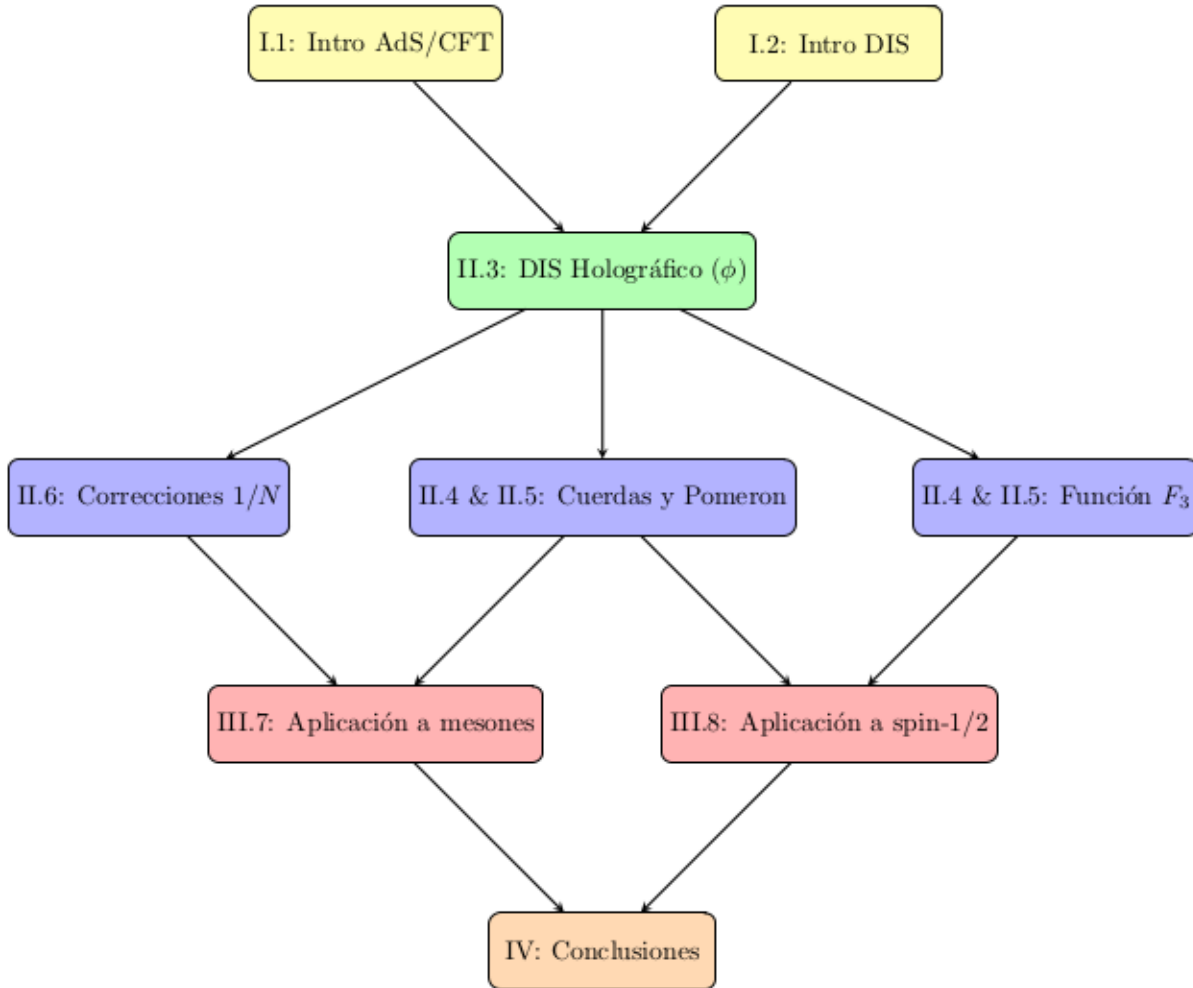 I.1: Intro AdS/CFT
I.2: Intro DIS
II.3: DIS Holográfico (ϕ)
II.6: Correcciones 1/N
II.4 & II.5: Cuerdas y Pomeron
II.4 & II.5: Función F₃
III.7: Aplicación a mesones
III.8: Aplicación a spin-1/2
IV: Conclusiones